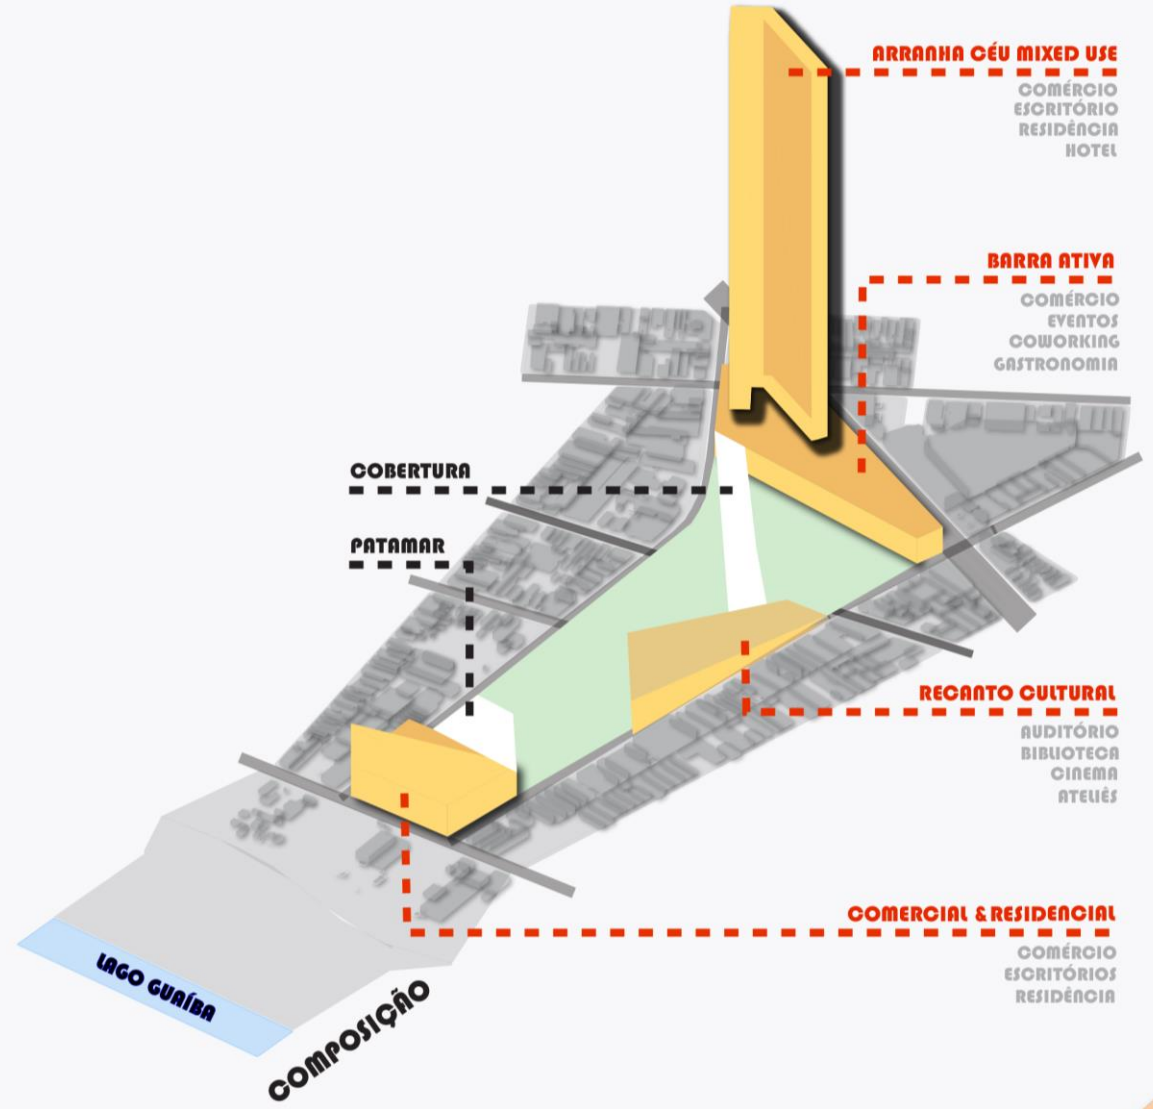 ARRANHA CÉU MIXED USE
COMÉRCIO
ESCRITÓRIO
RESIDÊNCIA
HOTEL
BARRA ATIVA
COMÉRCIO
EVENTOS
COWORKING
GASTRONOMIA
COBERTURA
PATAMAR
RECANTO CULTURAL
AUDITÓRIO
BIBLIOTECA
CINEMA
ATELIÊS
COMERCIAL & RESIDENCIAL
COMÉRCIO
ESCRITÓRIOS
RESIDÊNCIA
LAGO GUAÍBA
COMPOSIÇÃO